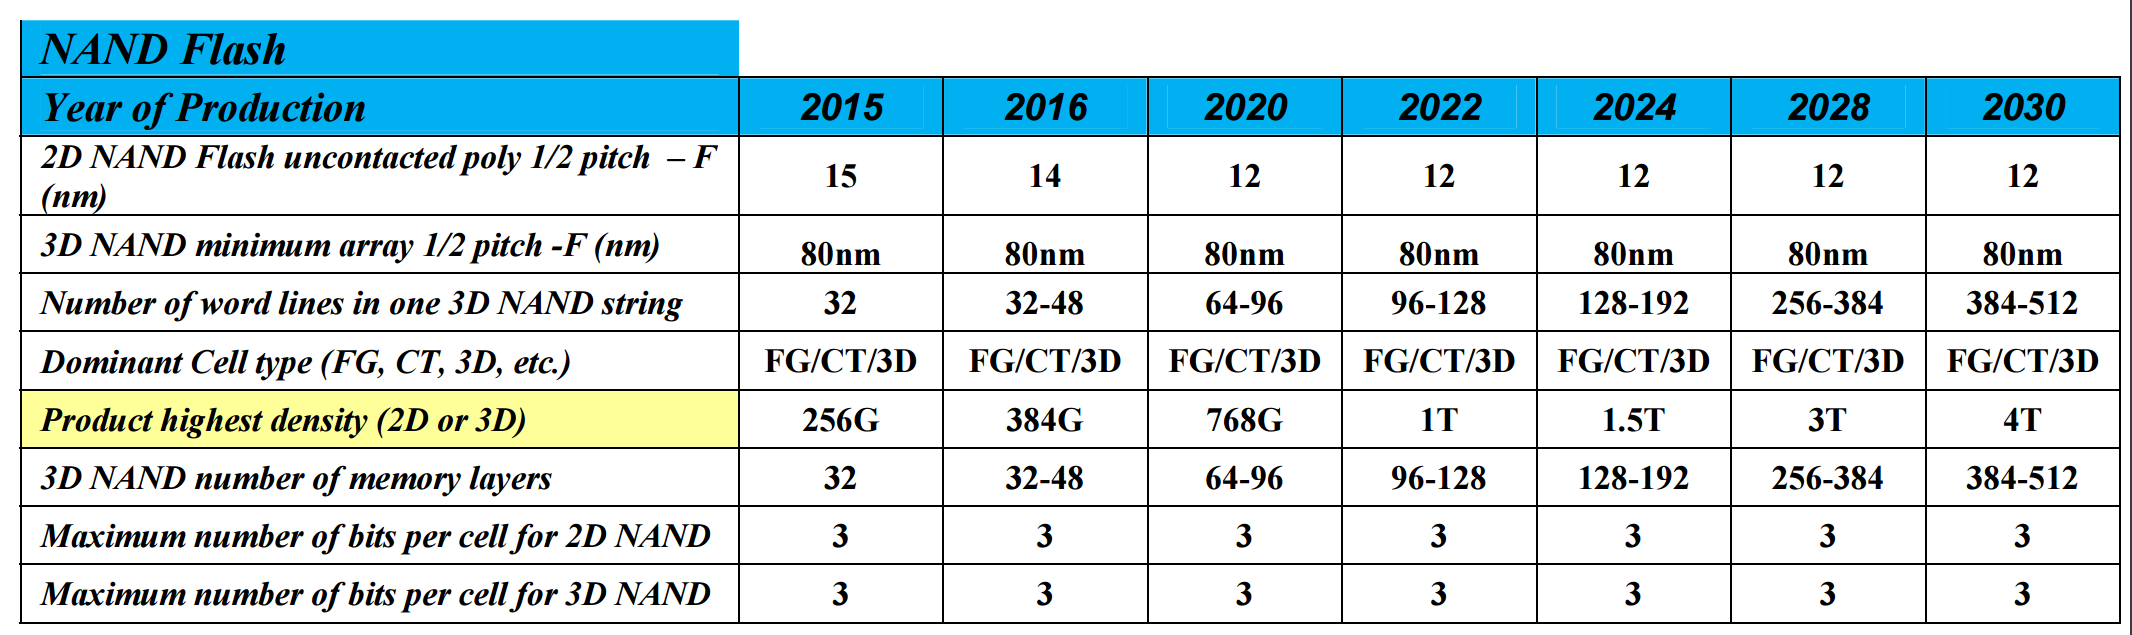 NAND Flash
Year of Production 2015 2016 2020 2022 2024 2028 2030
2D NAND Flash uncontacted poly 1/2 pitch – F
(nm) 15 14 12 12 12 12 12
3D NAND minimum array 1/2 pitch -F (nm) 80nm 80nm 80nm 80nm 80nm 80nm 80nm
Number of word lines in one 3D NAND string 32 32-48 64-96 96-128 128-192 256-384 384-512
Dominant Cell type (FG, CT, 3D, etc.) FG/CT/3D FG/CT/3D FG/CT/3D FG/CT/3D FG/CT/3D FG/CT/3D FG/CT/3D
Product highest density (2D or 3D) 256G 384G 768G 1T 1.5T 3T 4T
3D NAND number of memory layers 32 32-48 64-96 96-128 128-192 256-384 384-512
Maximum number of bits per cell for 2D NAND 3 3 3 3 3 3 3
Maximum number of bits per cell for 3D NAND 3 3 3 3 3 3 3